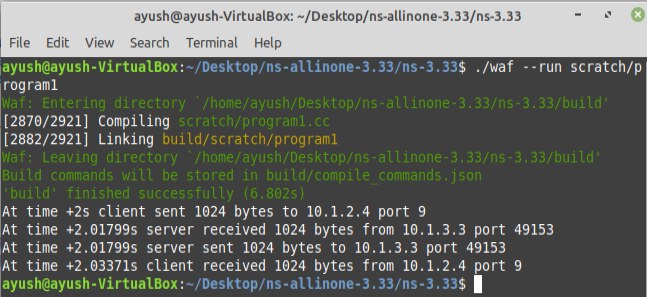 ayush@ayush-VirtualBox: ~/Desktop/ns-allinone-3.33/ns-3.33
File Edit View Search Terminal Help
ayush@ayush-VirtualBox:~/Desktop/ns-allinone-3.33/ns-3.33$ ./waf --run scratch/p
rogram1
Waf: Entering directory `/home/ayush/Desktop/ns-allinone-3.33/ns-3.33/build'
[2870/2921] Compiling scratch/program1.cc
[2882/2921] Linking build/scratch/program1
Waf: Leaving directory `/home/ayush/Desktop/ns-allinone-3.33/ns-3.33/build'
Build commands will be stored in build/compile_commands.json
'build' finished successfully (6.802s)
At time +2s client sent 1024 bytes to 10.1.2.4 port 9
At time +2.01799s server received 1024 bytes from 10.1.3.3 port 49153
At time +2.01799s server sent 1024 bytes to 10.1.3.3 port 49153
At time +2.03371s client received 1024 bytes from 10.1.2.4 port 9
ayush@ayush-VirtualBox:~/Desktop/ns-allinone-3.33/ns-3.33$